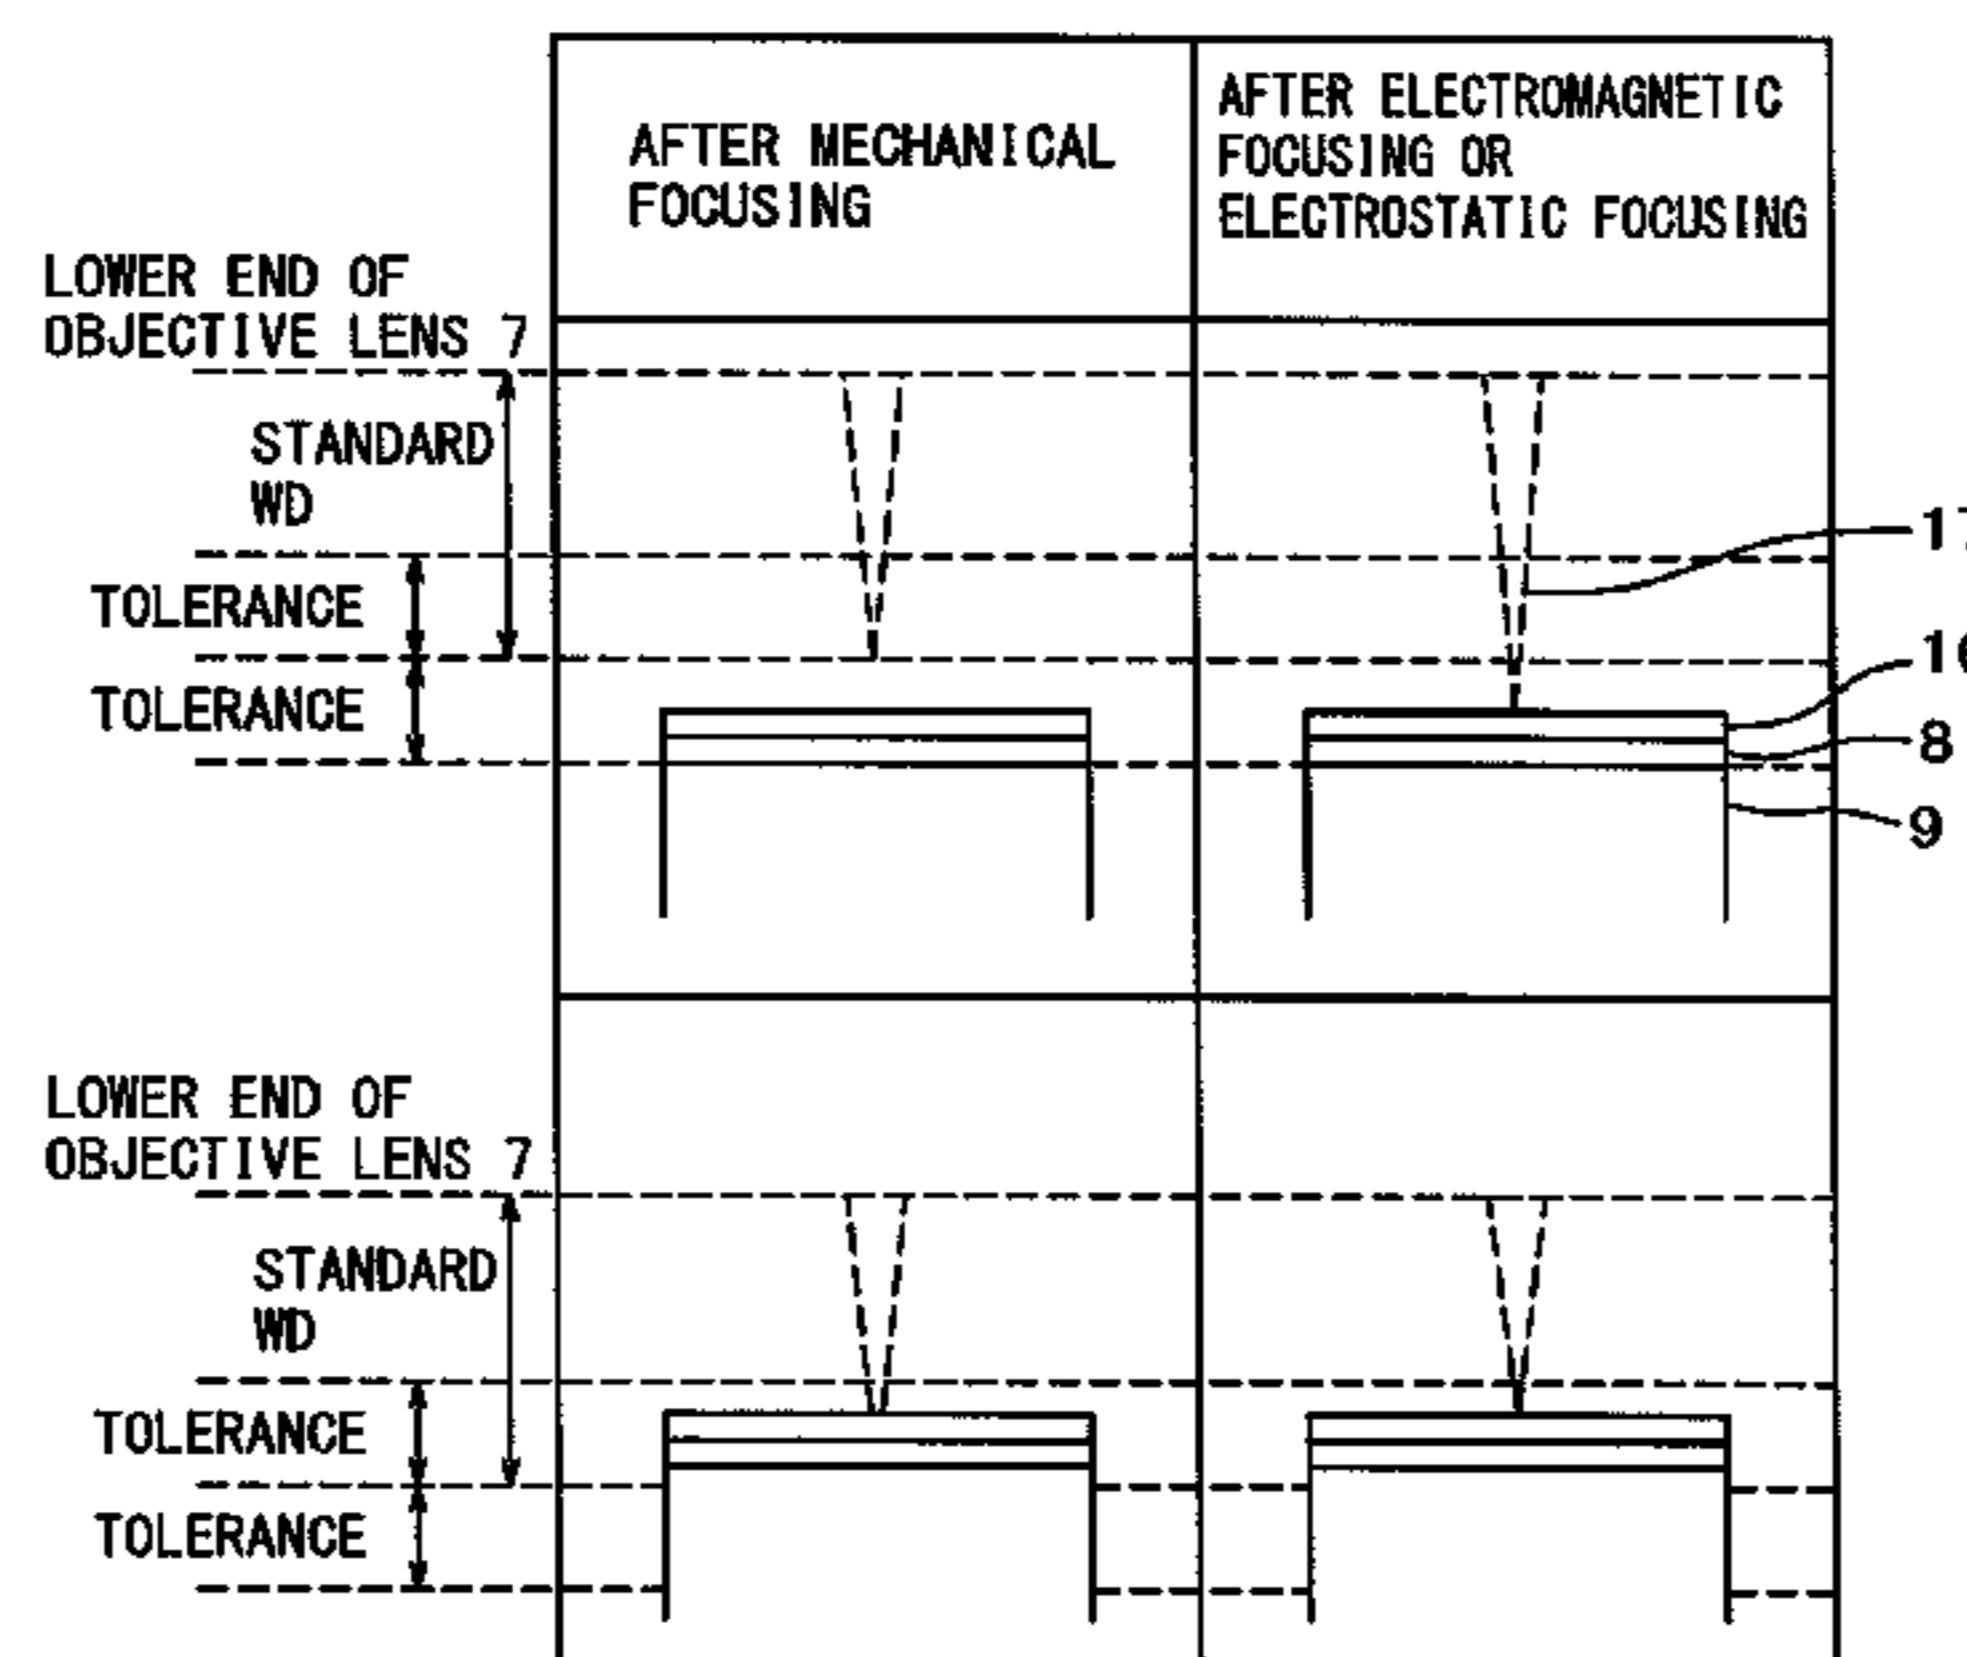 AFTER MECHANICAL
FOCUSING
AFTER ELECTROMAGNETIC
FOCUSING OR
ELECTROSTATIC FOCUSING
LOWER END OF
OBJECTIVE LENS 7
STANDARD
WD
TOLERANCE
TOLERANCE
8
9
LOWER END OF
OBJECTIVE LENS 7
STANDARD
WD
TOLERANCE
TOLERANCE